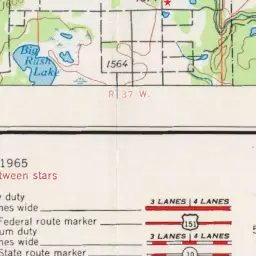 Big
Rush
Lake
1564
R 37 W.
1965
tween stars
duty
nes wide
3 LANES 4 LANES
Federal route marker
151
um duty
nes wide
3 LANES 4 LANES
State route marker
10